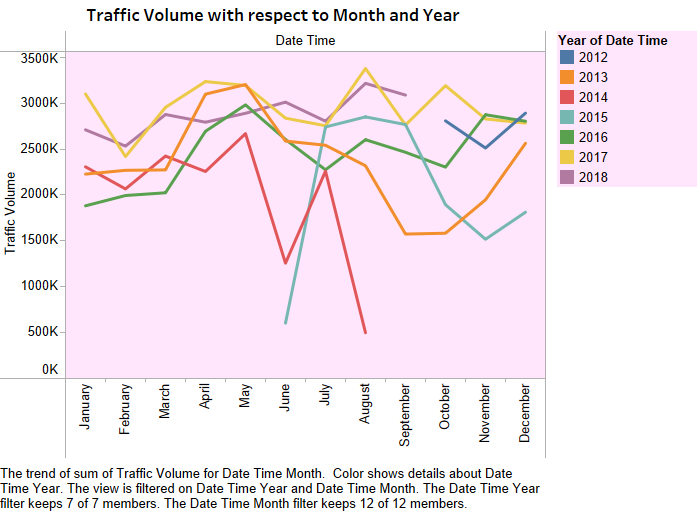 Traffic Volume with respect to Month and Year
Date Time
Year of Date Time
2012
2013
2014
2015
2016
2017
2018
Traffic Volume
3500K
3000K
2500K
2000K
1500K
1000K
500K
0K
January
February
March
April
May
June
July
August
September
October
November
December
The trend of sum of Traffic Volume for Date Time Month.  Color shows details about Date
Time Year. The view is filtered on Date Time Year and Date Time Month. The Date Time Year
filter keeps 7 of 7 members. The Date Time Month filter keeps 12 of 12 members.